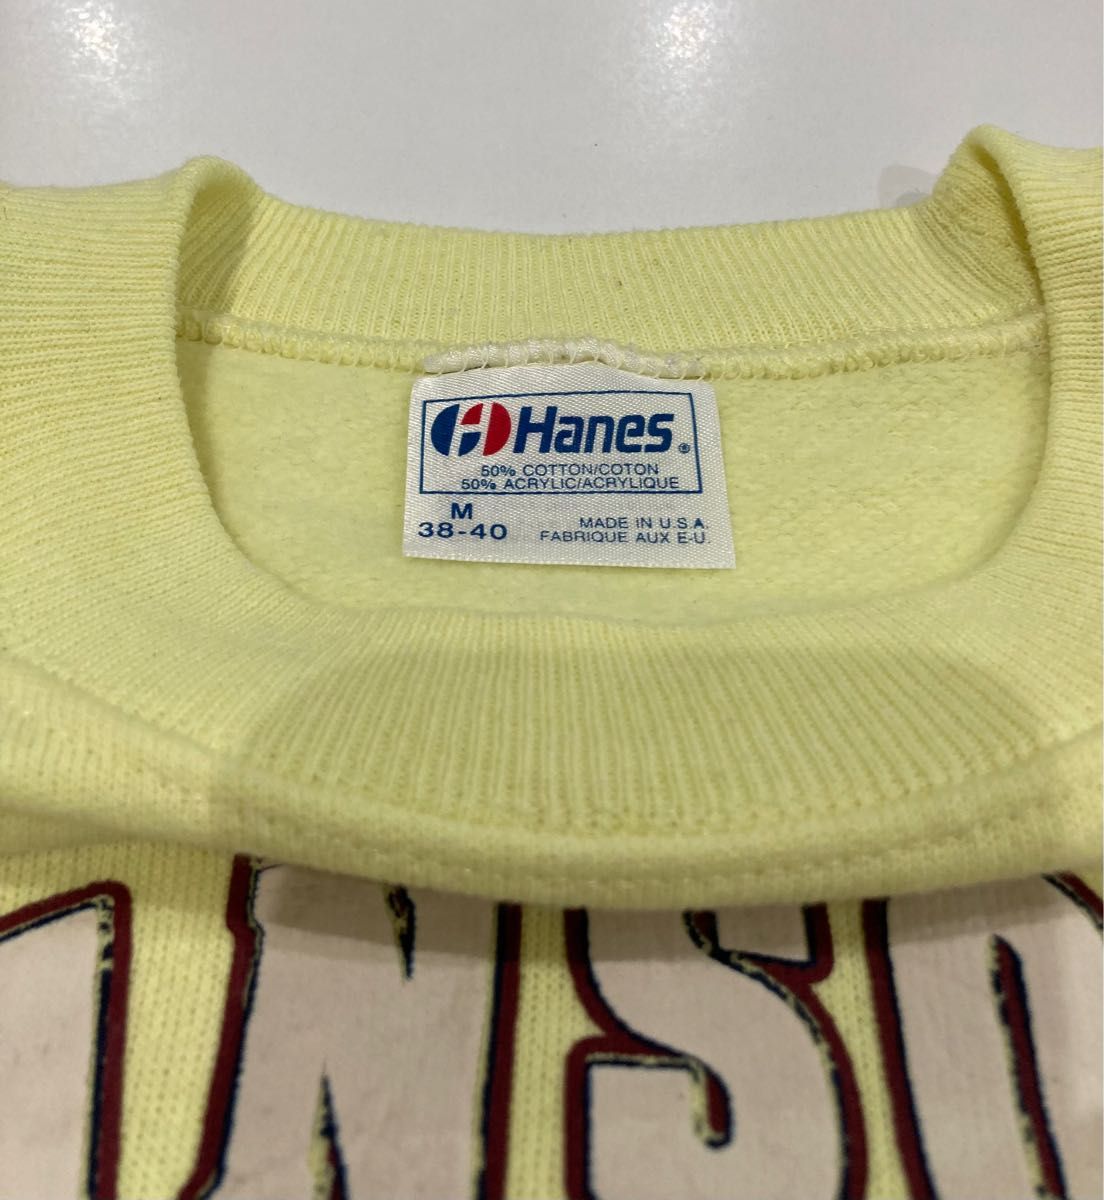 Hanes®
50% COTTON/COTON
50% ACRYLIC/ACRYLIQUE
M
38-40
MADE IN U.S.A.
FABRIQUE AUX E-U.